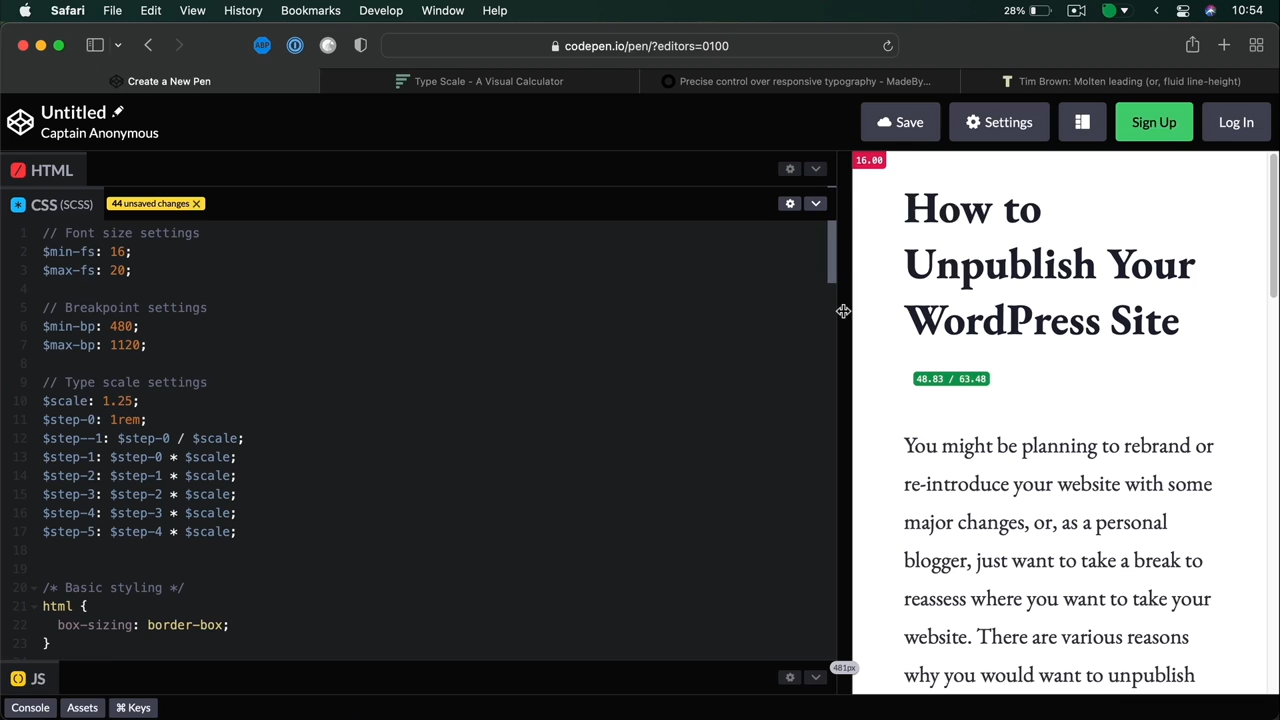 Safari File Edit View History Bookmarks Develop Window Help 28% 10:54
ABP codepen.io/pen/?editors=0100
Create a New Pen Type Scale - A Visual Calculator Precise control over responsive typography - MadeBy... Tim Brown: Molten leading (or, fluid line-height)
Untitled
Captain Anonymous
Save Settings Sign Up Log In
HTML
CSS (SCSS) 44 unsaved changes X
1 // Font size settings
2 $min-fs: 16;
3 $max-fs: 20;
4
5 // Breakpoint settings
6 $min-bp: 480;
7 $max-bp: 1120;
8
9 // Type scale settings
10 $scale: 1.25;
11 $step-0: 1rem;
12 $step--1: $step-0 / $scale;
13 $step-1: $step-0 * $scale;
14 $step-2: $step-1 * $scale;
15 $step-3: $step-2 * $scale;
16 $step-4: $step-3 * $scale;
17 $step-5: $step-4 * $scale;
18
19
20 /* Basic styling */
21 html {
22 box-sizing: border-box;
23 }
JS
Console Assets ⌘ Keys
481px
16.00
How to
Unpublish Your
WordPress Site
48.83 / 63.48
You might be planning to rebrand or
re-introduce your website with some
major changes, or, as a personal
blogger, just want to take a break to
reassess where you want to take your
website. There are various reasons
why you would want to unpublish